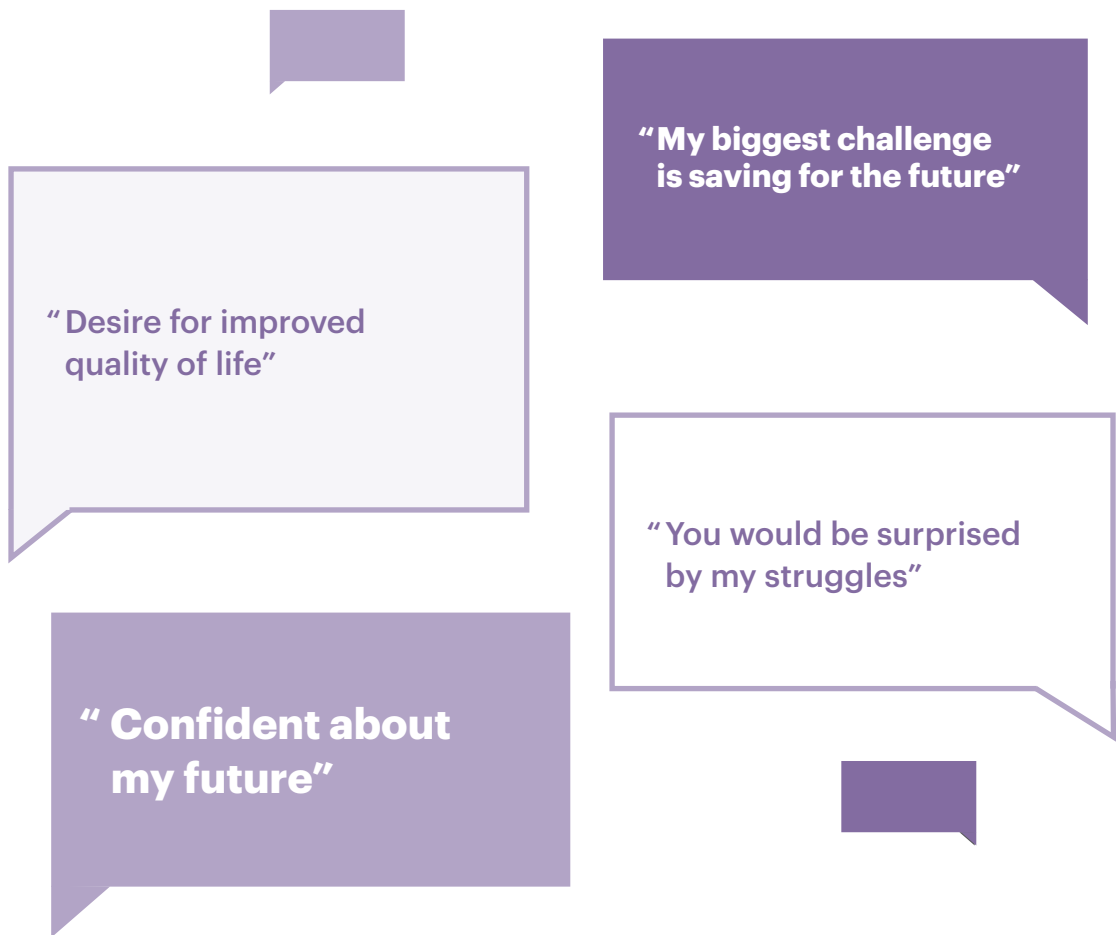 “My biggest challenge
is saving for the future”
“Desire for improved
quality of life”
“You would be surprised
by my struggles”
“Confident about
my future”